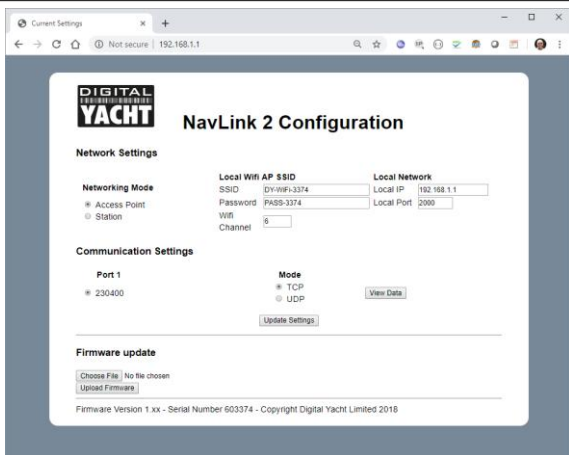 Current Settings
Not secure | 192.168.1.1
DIGITAL
YACHT
NavLink 2 Configuration
Network Settings
Local Wifi AP SSID Local Network
Networking Mode SSID DY-WiFi-3374 Local IP 192.168.1.1
Access Point Password PASS-3374 Local Port 2000
Station Wifi Channel 6
Communication Settings
Port 1 Mode
230400 TCP View Data
UDP
Update Settings
Firmware update
Choose File No file chosen
Upload Firmware
Firmware Version 1.xx - Serial Number 603374 - Copyright Digital Yacht Limited 2018